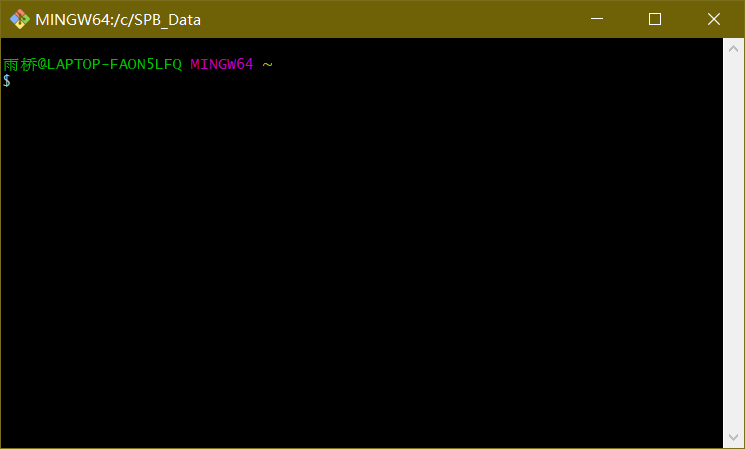 MINGW64:/c/SPB_Data
雨桥@LAPTOP-FAON5LFQ MINGW64 ~
$